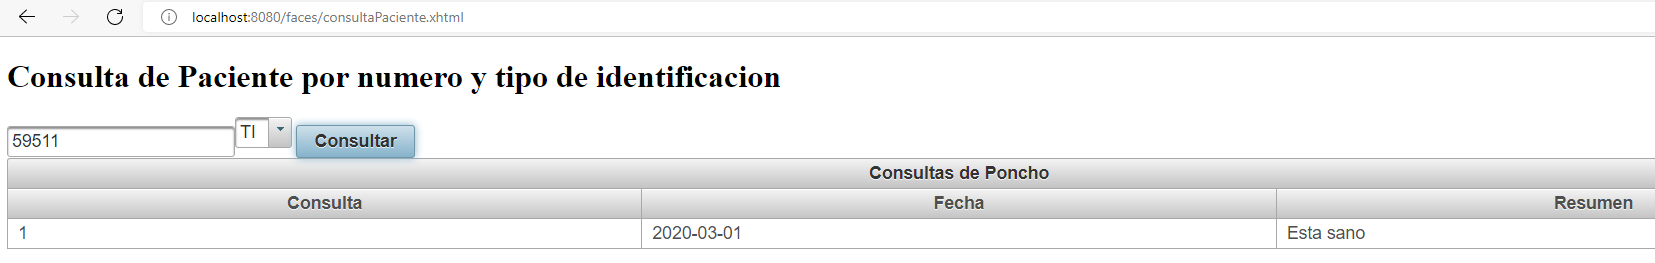 localhost:8080/faces/consultaPaciente.xhtml
Consulta de Paciente por numero y tipo de identificacion
59511 TI Consultar
Consultas de Poncho
Consulta Fecha Resumen
1 2020-03-01 Esta sano